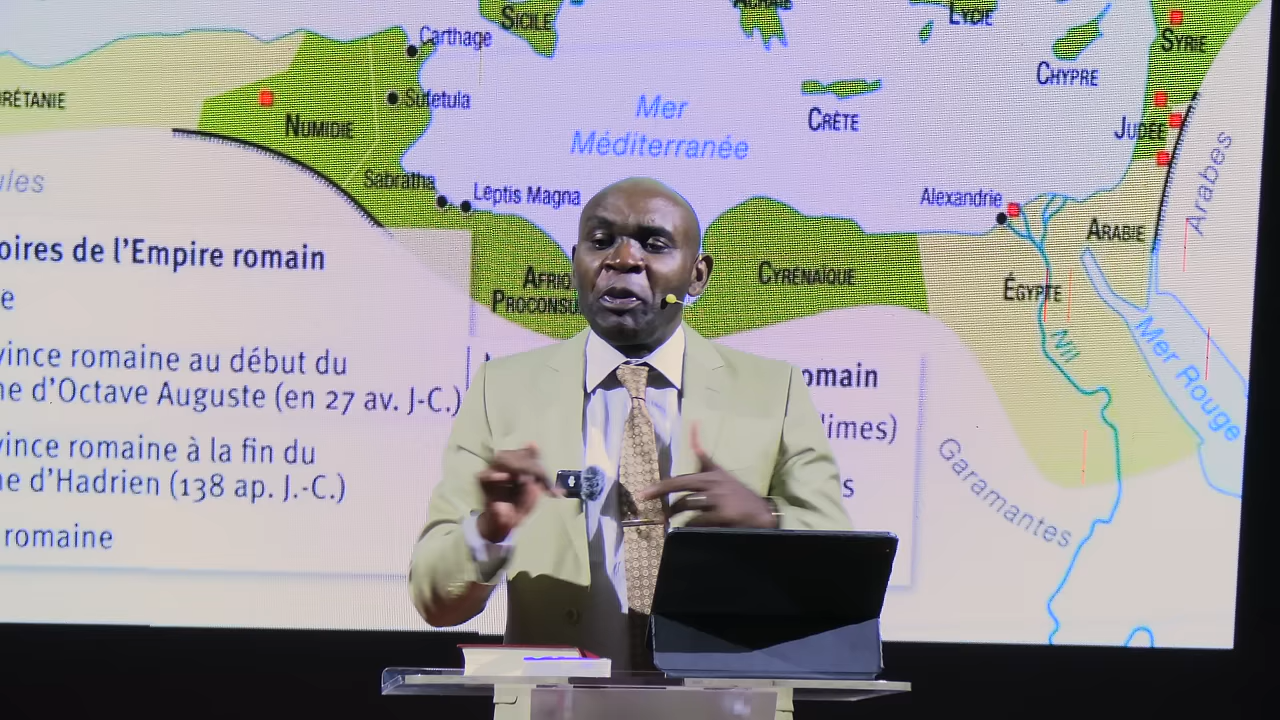 SICILE
LYCIE
SYRIE
Carthage
CHYPRE
RÉTANIE
Sufetula
Mer
Méditerranée
CRÈTE
NUMIDIE
JUDÉE
Arabes
Sabratha
Leptis Magna
Alexandrie
ARABIE
oires de l'Empire romain
CYRÉNAÏQUE
ÉGYPTE
Nil
Mer Rouge
vince romaine au début du
ne d'Octave Auguste (en 27 av. J-C.)
omain
limes)
vince romaine à la fin du
ne d'Hadrien (138 ap. J.-C.)
Garamantes
romaine